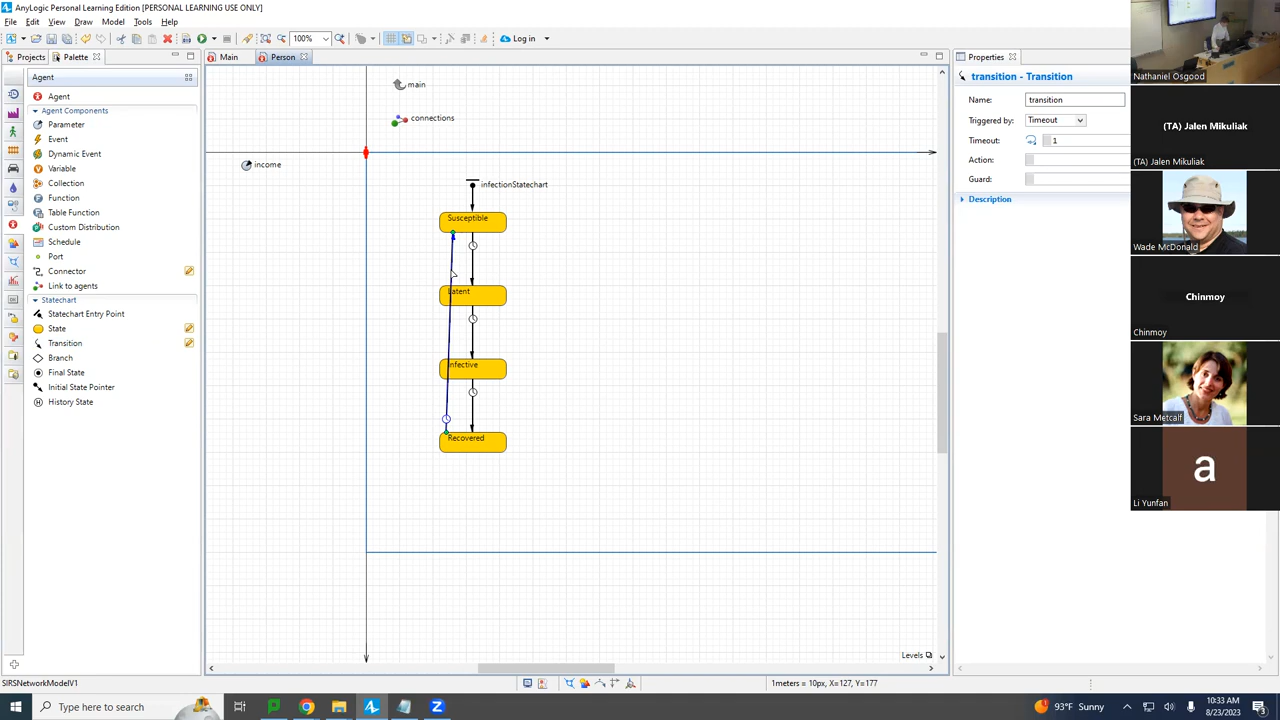 AnyLogic Personal Learning Edition [PERSONAL LEARNING USE ONLY]
File Edit View Draw Model Tools Help
100% Log in
Projects Palette
Main Person
Properties
Agent
Agent
Agent Components
Parameter
Event
Dynamic Event
Variable
Collection
Function
Table Function
Custom Distribution
Schedule
Port
Connector
Link to agents
Statechart
Statechart Entry Point
State
Transition
Branch
Final State
Initial State Pointer
History State
main
connections
income
infectionStatechart
Susceptible
Latent
Infective
Recovered
Levels
transition - Transition
Name: transition
Triggered by: Timeout
Timeout: 1
Action:
Guard:
Description
Nathaniel Osgood
(TA) Jalen Mikuliak
(TA) Jalen Mikuliak
Wade McDonald
Chinmoy
Chinmoy
Sara Metcalf
a
Li Yunfan
SIRSNetworkModelV1
1meters = 10px, X=127, Y=177
Type here to search
93°F Sunny
10:33 AM
8/23/2023
3